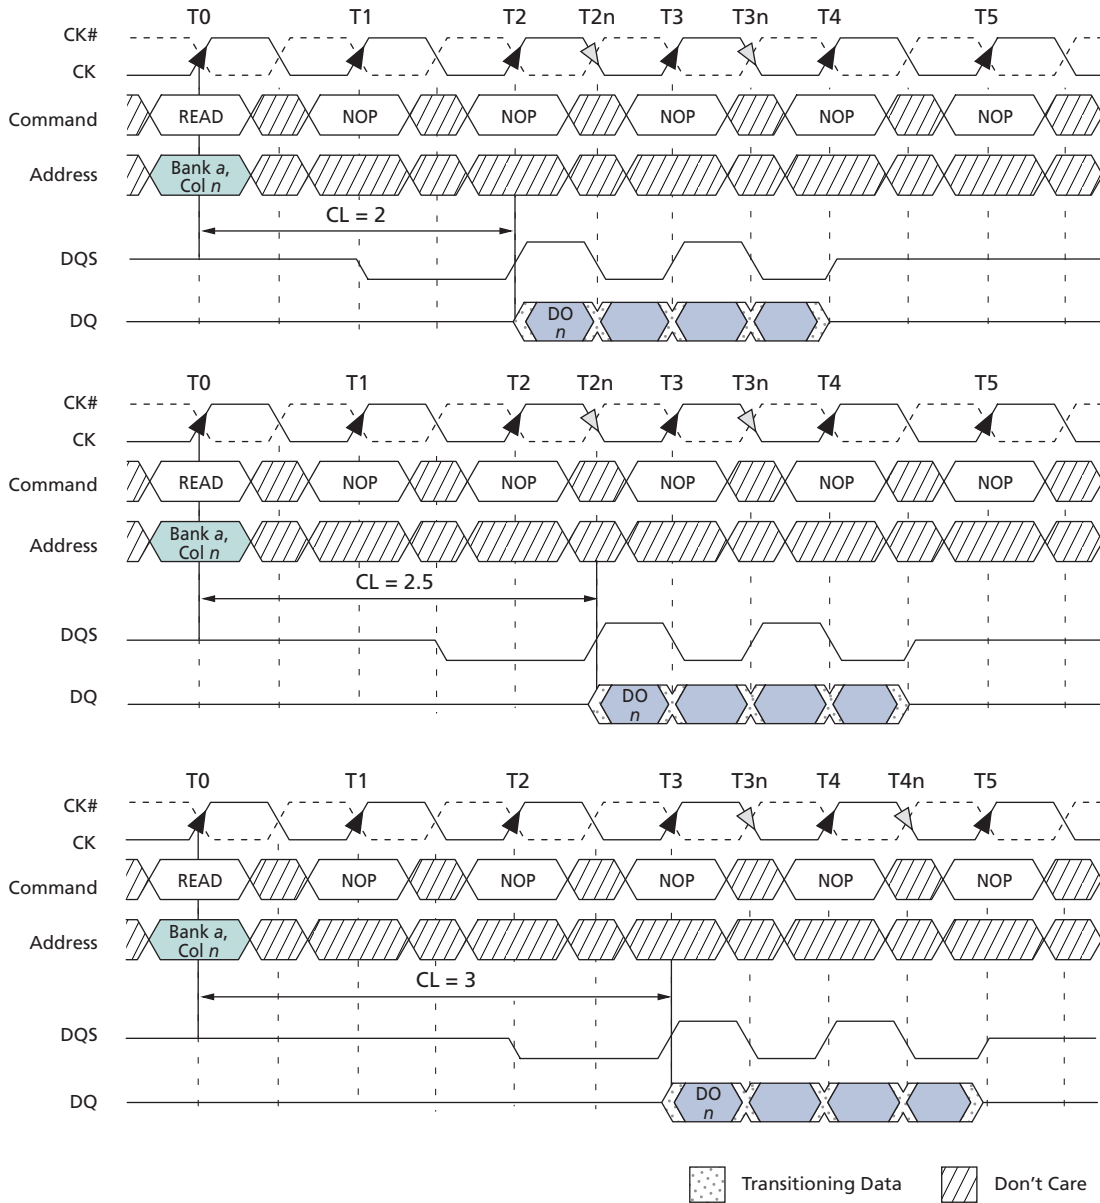 T0 T1 T2 T2n T3 T3n T4 T5
CK#
CK
Command READ NOP NOP NOP NOP NOP
Address Bank a,
Col n
CL = 2
DQS
DQ DO
n
T0 T1 T2 T2n T3 T3n T4 T5
CK#
CK
Command READ NOP NOP NOP NOP NOP
Address Bank a,
Col n
CL = 2.5
DQS
DQ DO
n
T0 T1 T2 T3 T3n T4 T4n T5
CK#
CK
Command READ NOP NOP NOP NOP NOP
Address Bank a,
Col n
CL = 3
DQS
DQ DO
n
Transitioning Data Don't Care